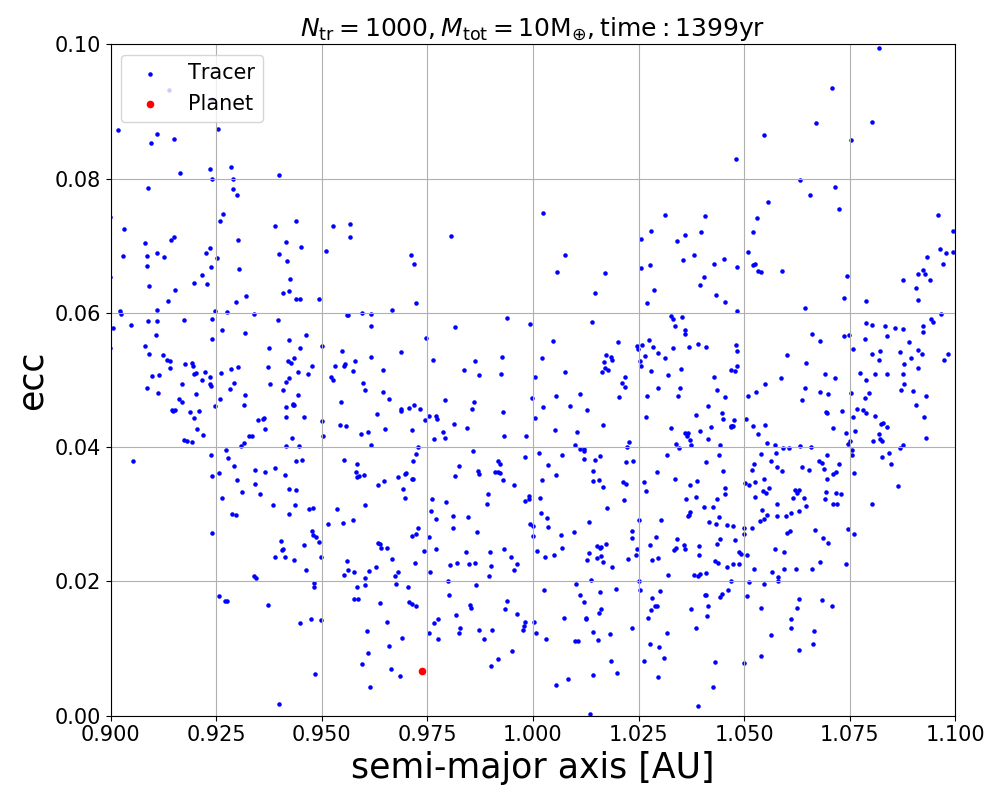 N_tr = 1000, M_tot = 10M_⊕, time : 1399yr
Tracer
Planet
ecc
0.10
0.08
0.06
0.04
0.02
0.00
0.900 0.925 0.950 0.975 1.000 1.025 1.050 1.075 1.100
semi-major axis [AU]